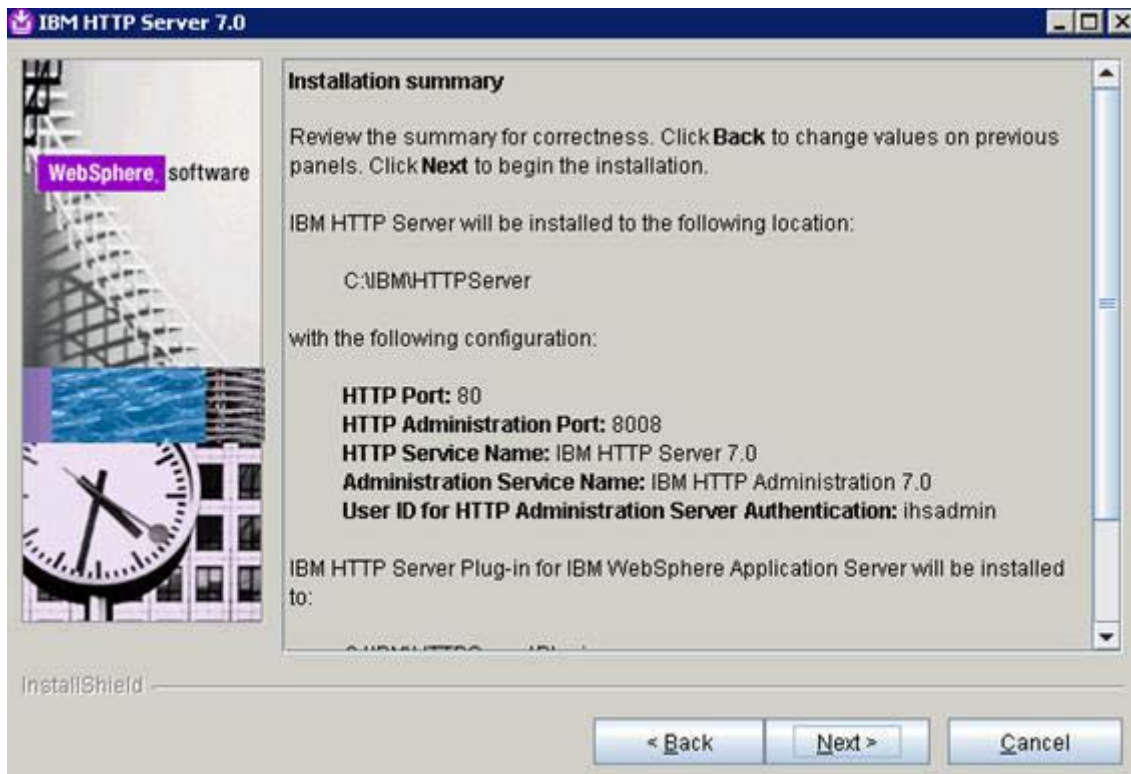 IBM HTTP Server 7.0
WebSphere. software
Installation summary
Review the summary for correctness. Click Back to change values on previous
panels. Click Next to begin the installation.
IBM HTTP Server will be installed to the following location:
C:\IBM\HTTPServer
with the following configuration:
HTTP Port: 80
HTTP Administration Port: 8008
HTTP Service Name: IBM HTTP Server 7.0
Administration Service Name: IBM HTTP Administration 7.0
User ID for HTTP Administration Server Authentication: ihsadmin
IBM HTTP Server Plug-in for IBM WebSphere Application Server will be installed
to:
InstallShield
< Back
Next >
Cancel